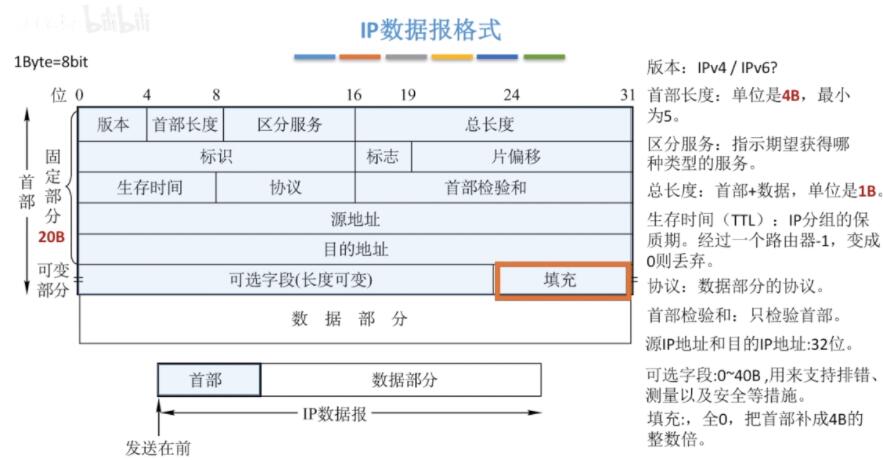 bilibili
IP数据报格式
1Byte=8bit
位 0 4 8 16 19 24 31
版本 首部长度 区分服务 总长度
标识 标志 片偏移
生存时间 协议 首部检验和
源地址
目的地址
可选字段(长度可变) 填充
数 据 部 分
首部
固定部分
20B
可变
部分
首部 数据部分
IP数据报
发送在前
版本：IPv4 / IPv6?
首部长度：单位是4B，最小
为5。
区分服务：指示期望获得哪
种类型的服务。
总长度：首部+数据，单位是1B。
生存时间（TTL）：IP分组的保
质期。经过一个路由器-1，变成
0则丢弃。
协议：数据部分的协议。
首部检验和：只检验首部。
源IP地址和目的IP地址:32位。
可选字段:0~40B ,用来支持排错、
测量以及安全等措施。
填充:，全0，把首部补成4B的
整数倍。